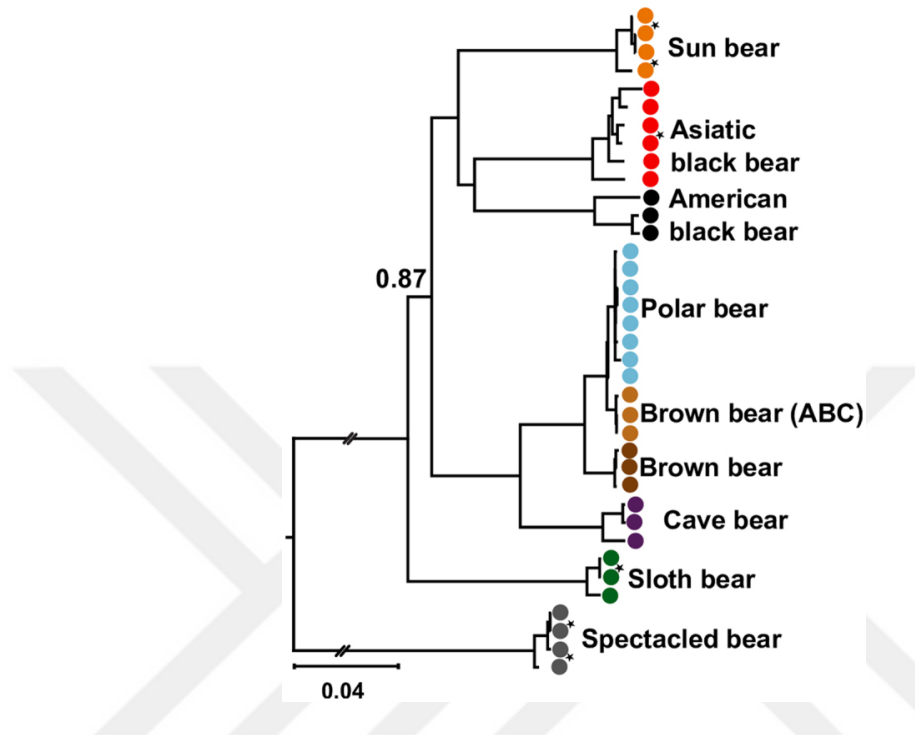 Sun bear
Asiatic
black bear
American
black bear
0.87
Polar bear
Brown bear (ABC)
Brown bear
Cave bear
Sloth bear
Spectacled bear
0.04